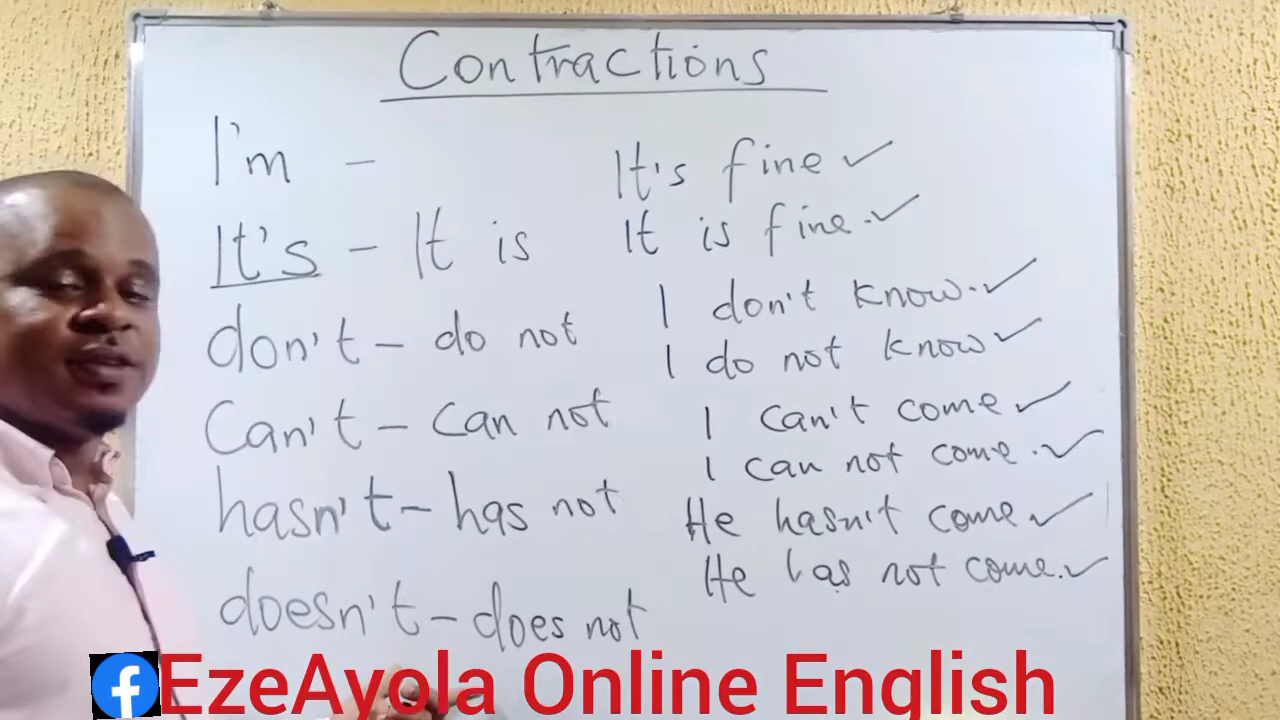 Contractions
I'm –
It's – It is
don't – do not
Can't – can not
hasn't – has not
doesn't – does not
It's fine ✓
It is fine. ✓
I don't know. ✓
I do not know ✓
I can't come ✓
I can not come. ✓
He hasn't come ✓
He has not come. ✓
EzeAyola Online English